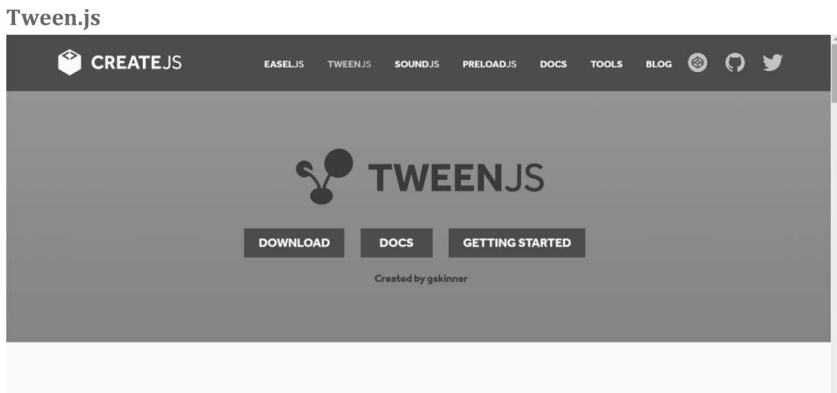 Tween.js
CREATEJS EASELJS TWEENJS SOUNDJS PRELOADJS DOCS TOOLS BLOG
TWEENJS
DOWNLOAD DOCS GETTING STARTED
Created by gskinner